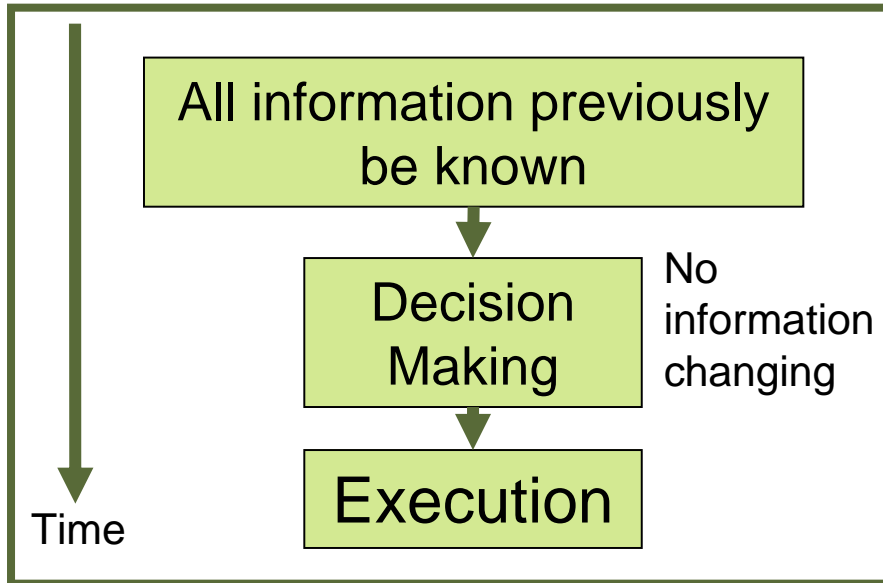 All information previously
be known
Decision
Making
No
information
changing
Execution
Time